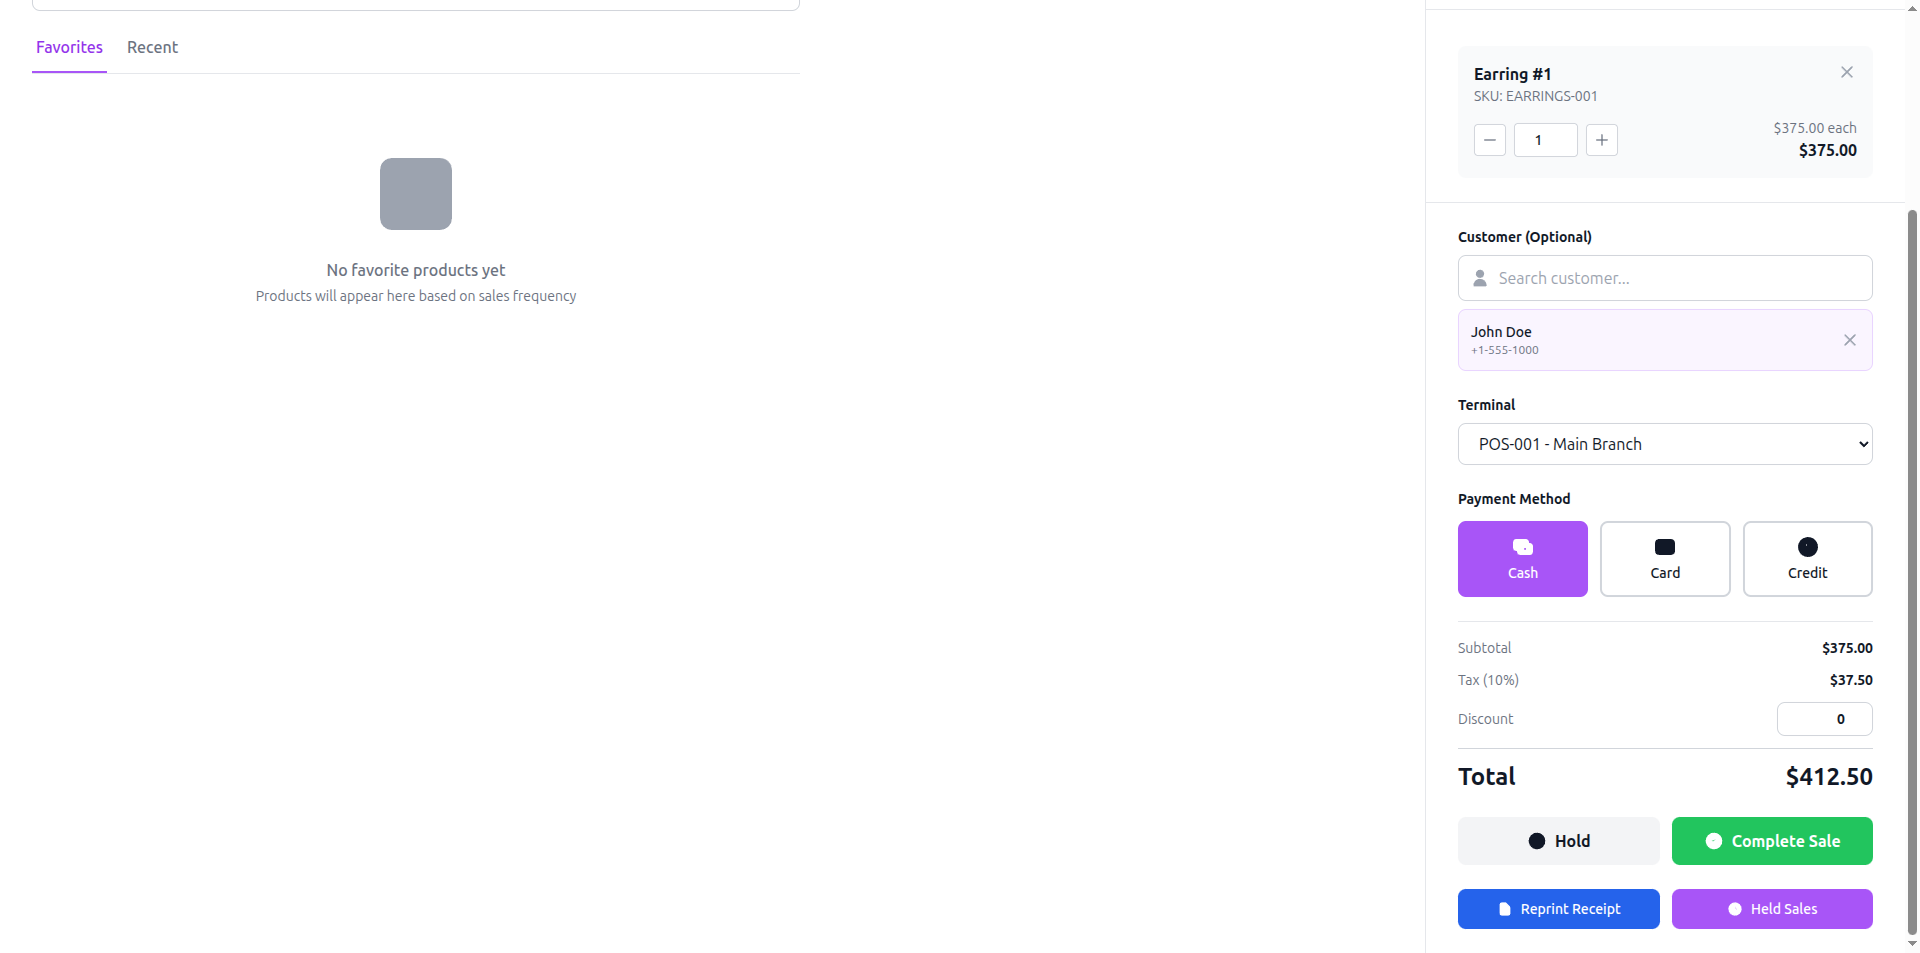 Favorites
Recent
No favorite products yet
Products will appear here based on sales frequency
Earring #1
SKU: EARRINGS-001
1
$375.00 each
$375.00
Customer (Optional)
Search customer...
John Doe
+1-555-1000
Terminal
POS-001 - Main Branch
Payment Method
Cash
Card
Credit
Subtotal
$375.00
Tax (10%)
$37.50
Discount
0
Total
$412.50
Hold
Complete Sale
Reprint Receipt
Held Sales